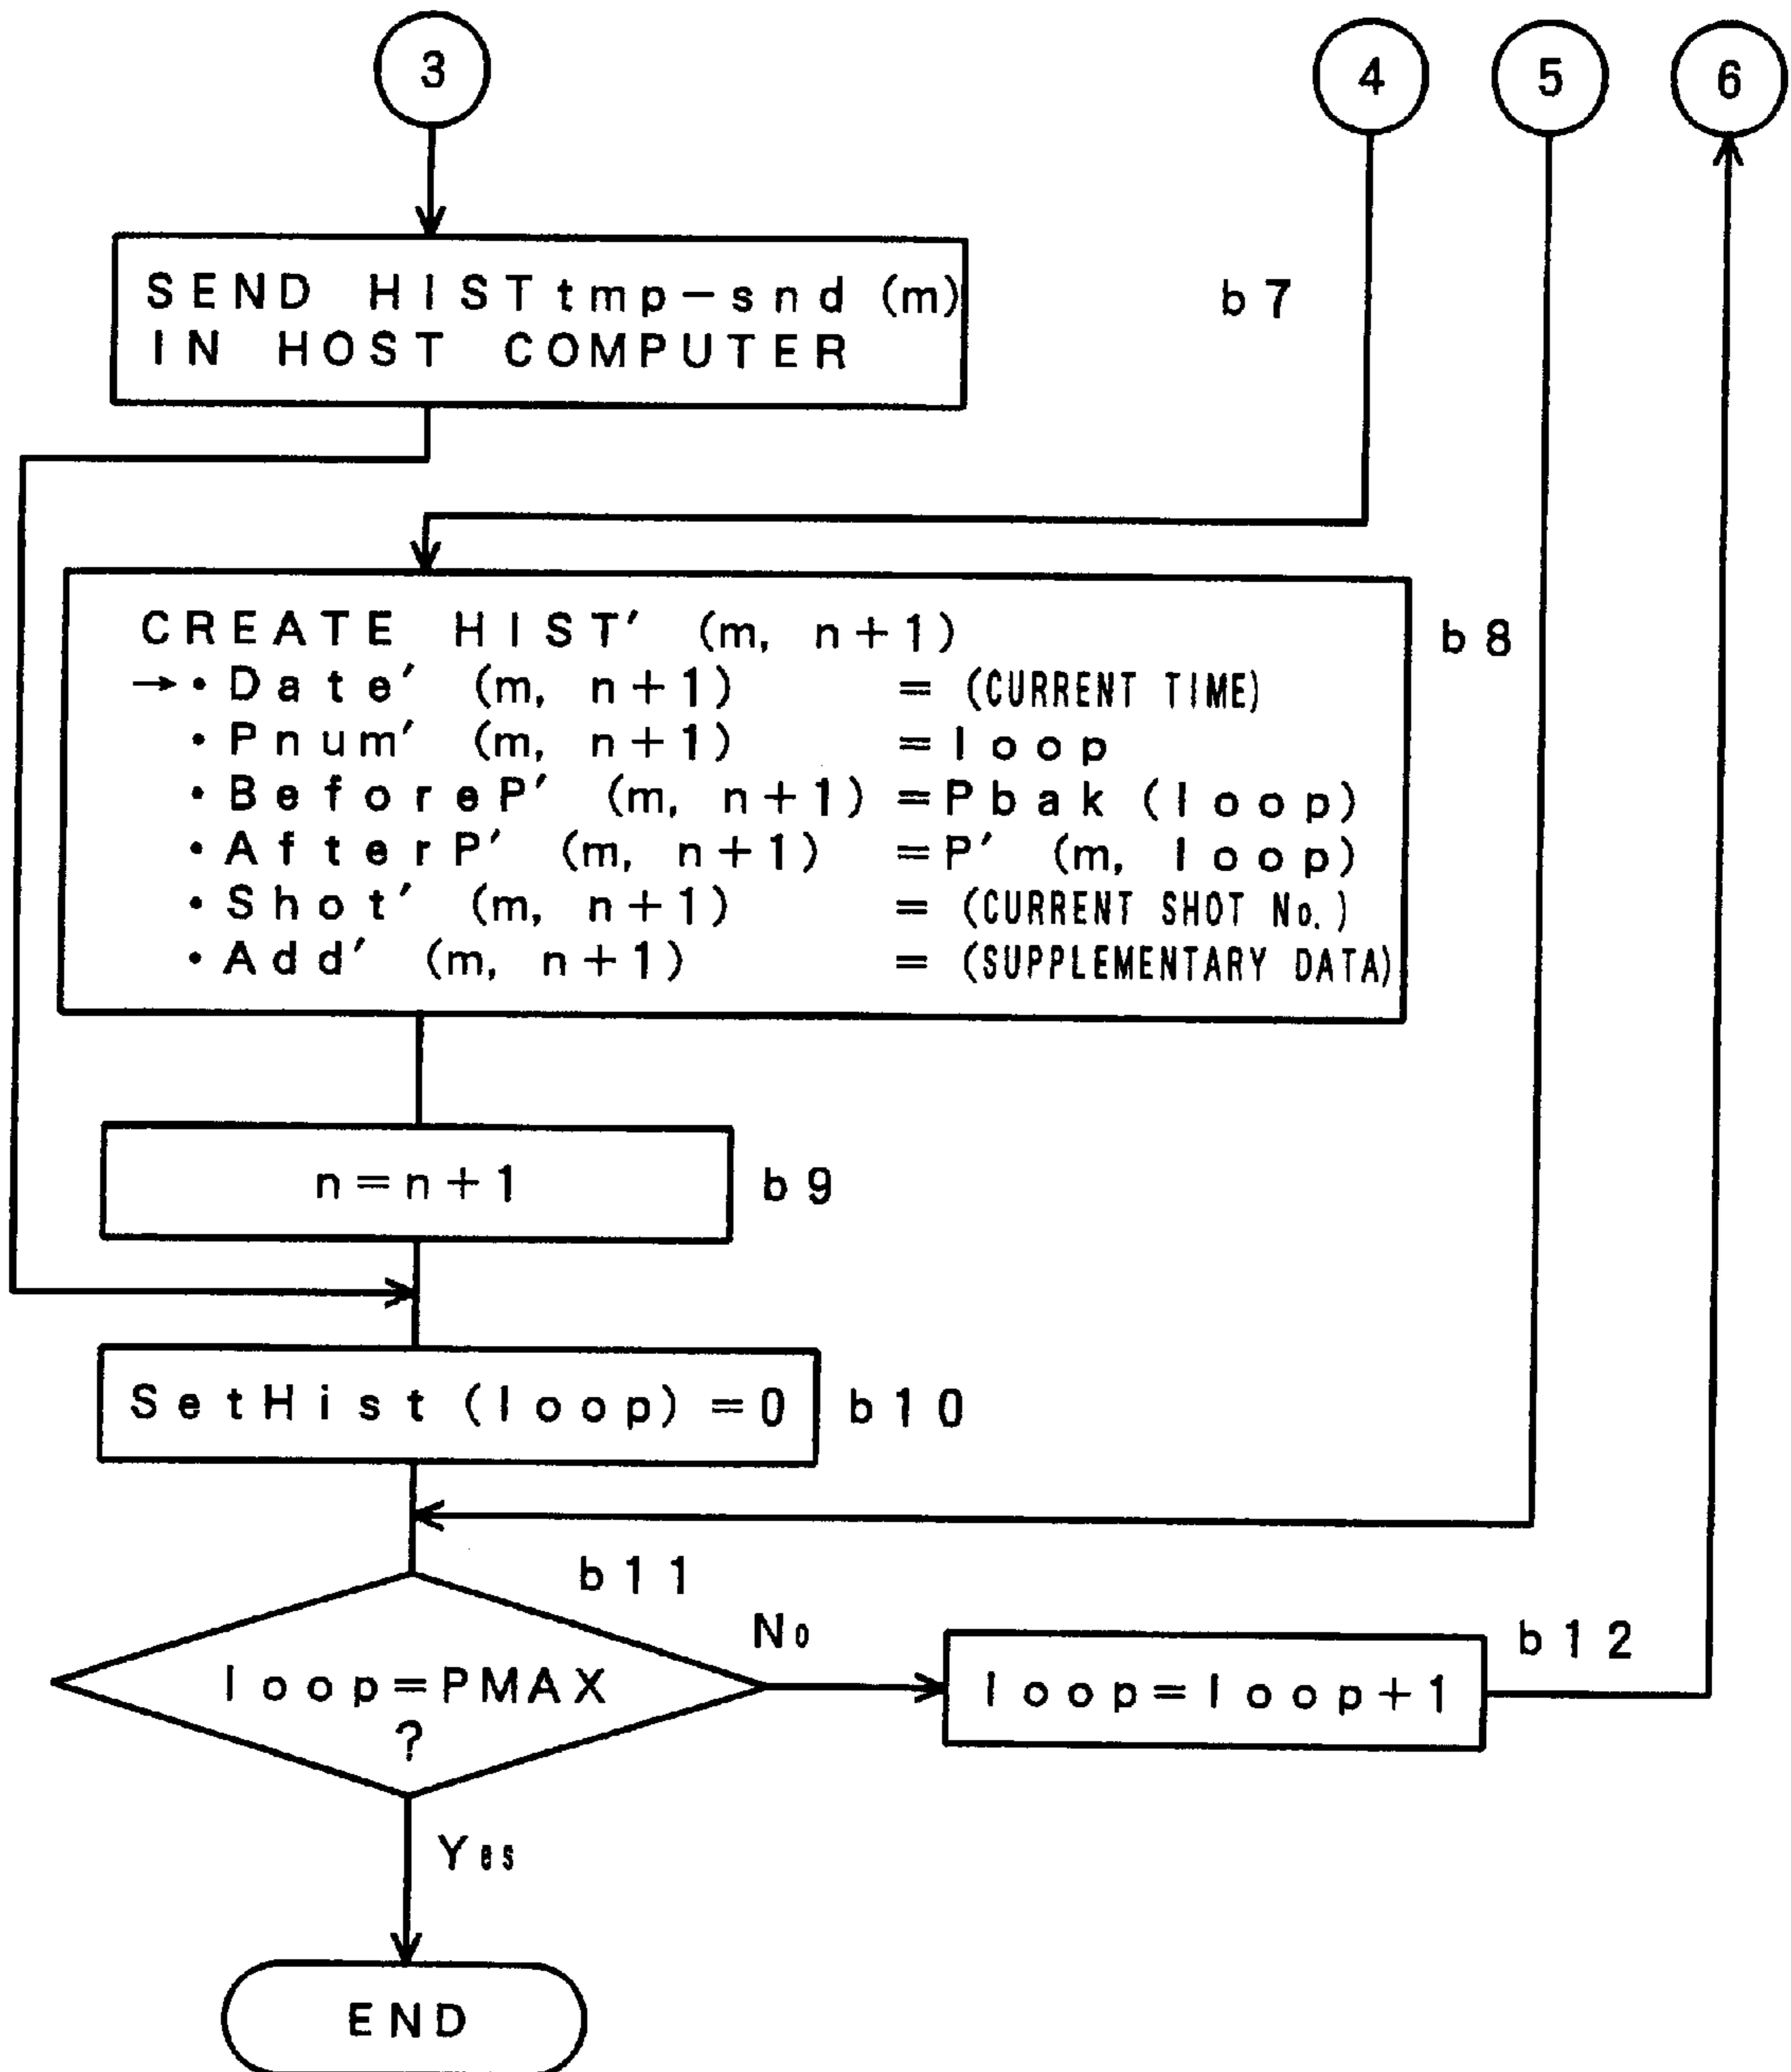 3
4
5
6
SEND HISTtmp-snd (m)
IN HOST COMPUTER
b7
CREATE HIST′ (m, n+1)
→・Date′ (m, n+1) = (CURRENT TIME)
・Pnum′ (m, n+1) =loop
・BeforeP′ (m, n+1) =Pbak (loop)
・AfterP′ (m, n+1) =P′ (m, loop)
・Shot′ (m, n+1) = (CURRENT SHOT No.)
・Add′ (m, n+1) = (SUPPLEMENTARY DATA)
b8
n=n+1
b9
SetHist (loop) =0
b10
b11
loop=PMAX
?
No
loop=loop+1
b12
Yes
END